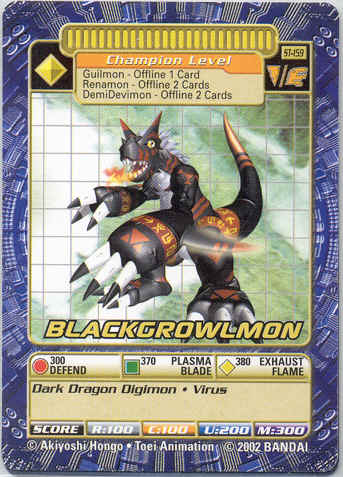 Champion Level
ST-159
Guilmon - Offline 1 Card
Renamon - Offline 2 Cards
DemiDevimon - Offline 2 Cards
BLACKGROWLMON
300 DEFEND
370 PLASMA BLADE
380 EXHAUST FLAME
Dark Dragon Digimon • Virus
SCORE R:100 C:100 U:200 M:300
© Akiyoshi/Hongo • Toei Animation © 2002 BANDAI